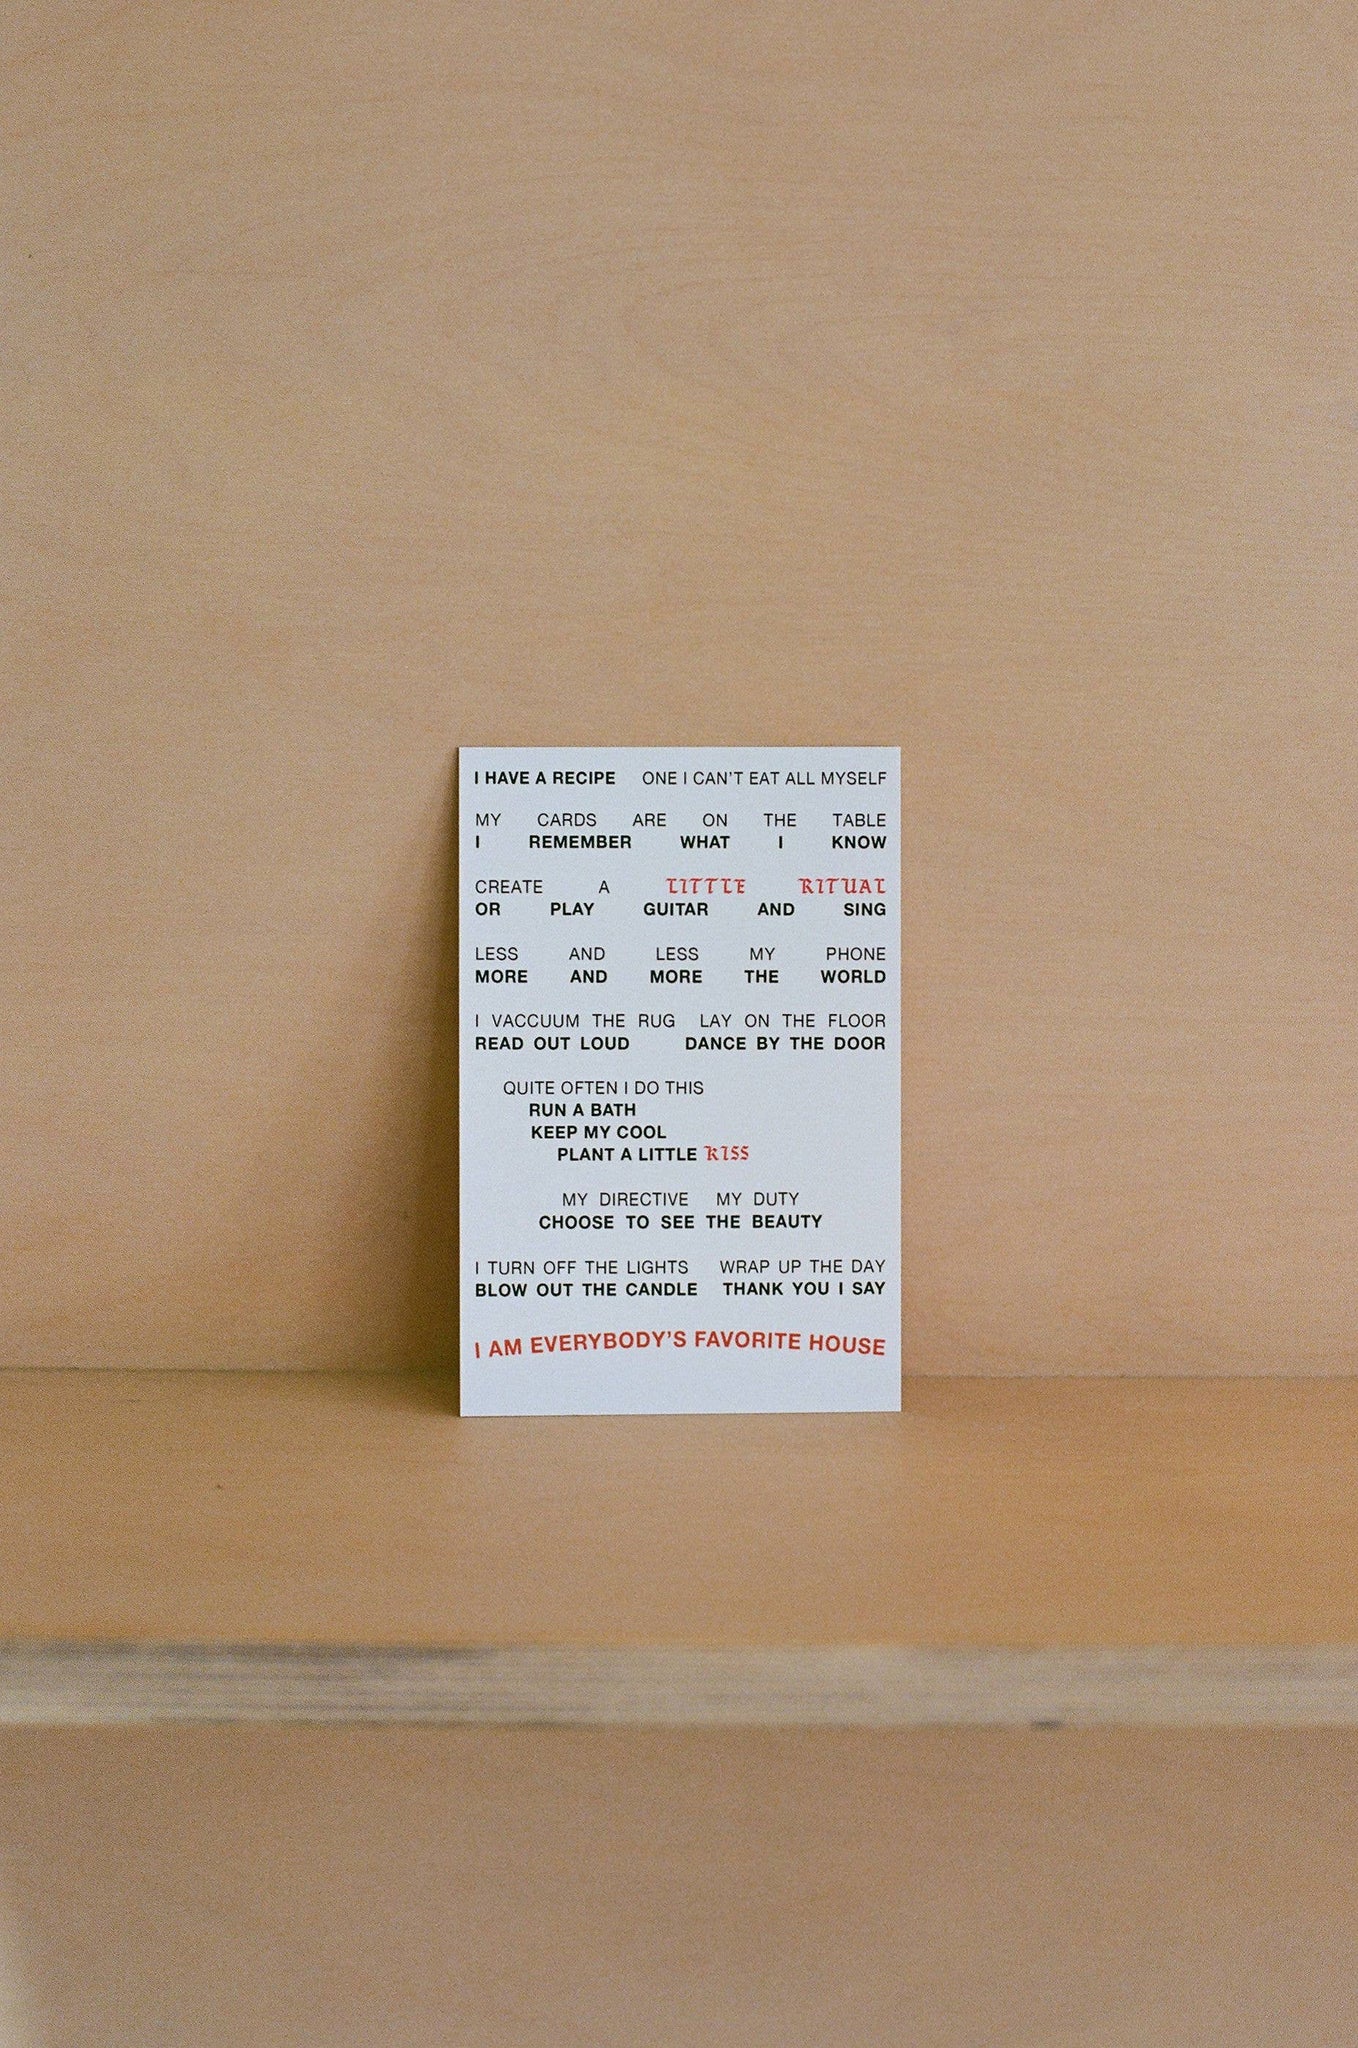 I HAVE A RECIPE ONE I CAN'T EAT ALL MYSELF
MY CARDS ARE ON THE TABLE
I REMEMBER WHAT I KNOW
CREATE A LITTLE RITUAL
OR PLAY GUITAR AND SING
LESS AND LESS MY PHONE
MORE AND MORE THE WORLD
I VACCUUM THE RUG LAY ON THE FLOOR
READ OUT LOUD DANCE BY THE DOOR
QUITE OFTEN I DO THIS
RUN A BATH
KEEP MY COOL
PLANT A LITTLE KISS
MY DIRECTIVE MY DUTY
CHOOSE TO SEE THE BEAUTY
I TURN OFF THE LIGHTS WRAP UP THE DAY
BLOW OUT THE CANDLE THANK YOU I SAY
I AM EVERYBODY'S FAVORITE HOUSE